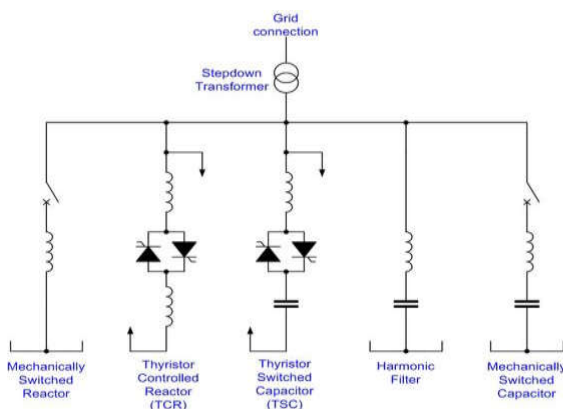 Grid
connection
Stepdown
Transformer
Mechanically
Switched
Reactor
Thyristor
Controlled
Reactor
(TCR)
Thyristor
Switched
Capacitor
(TSC)
Harmonic
Filter
Mechanically
Switched
Capacitor